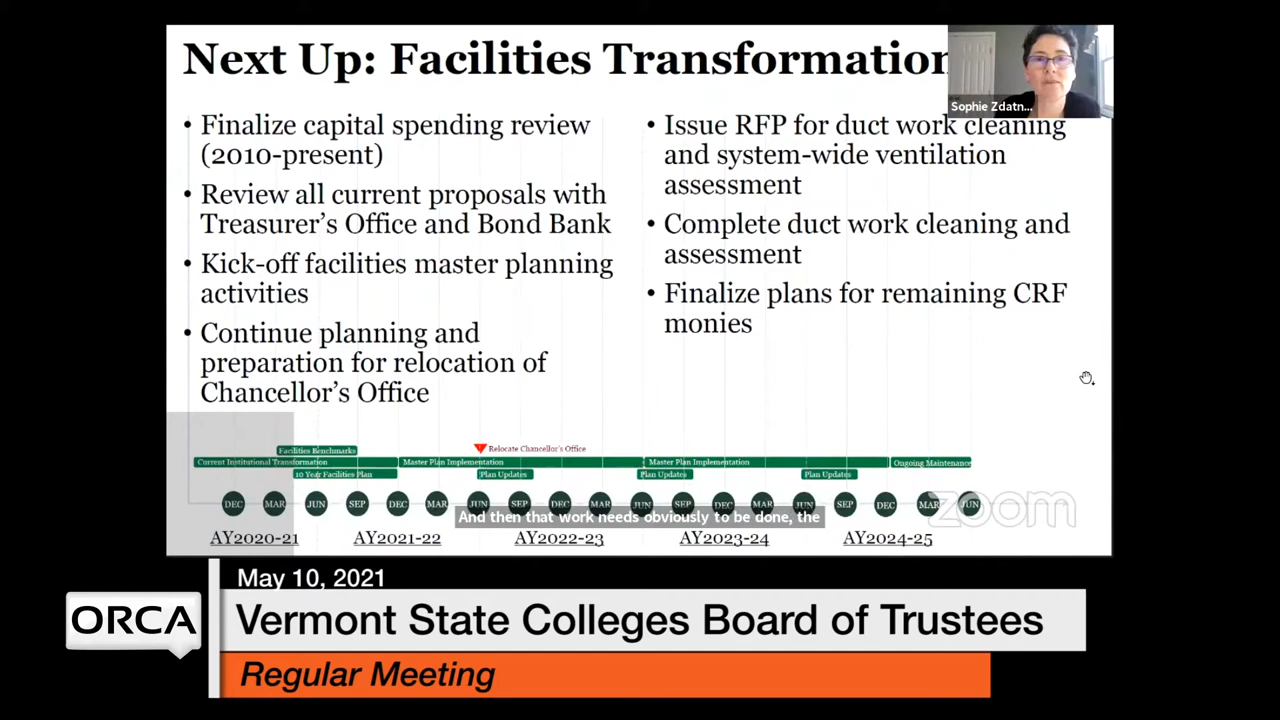 Next Up: Facilities Transformation
Sophie Zdatn...
• Finalize capital spending review
(2010-present)
• Review all current proposals with
Treasurer's Office and Bond Bank
• Kick-off facilities master planning
activities
• Continue planning and
preparation for relocation of
Chancellor's Office
• Issue RFP for duct work cleaning
and system-wide ventilation
assessment
• Complete duct work cleaning and
assessment
• Finalize plans for remaining CRF
monies
Facilities Benchmarks
Relocate Chancellor's Office
Current Institutional Transformation
Master Plan Implementation
Master Plan Implementation
Ongoing Maintenance
10 Year Facilities Plan
Plan Updates
Plan Updates
Plan Updates
DEC MAR JUN SEP DEC MAR JUN SEP DEC MAR JUN SEP DEC MAR JUN SEP DEC MAR JUN
zoom
And then that work needs obviously to be done, the
AY2020-21 AY2021-22 AY2022-23 AY2023-24 AY2024-25
May 10, 2021
ORCA
Vermont State Colleges Board of Trustees
Regular Meeting